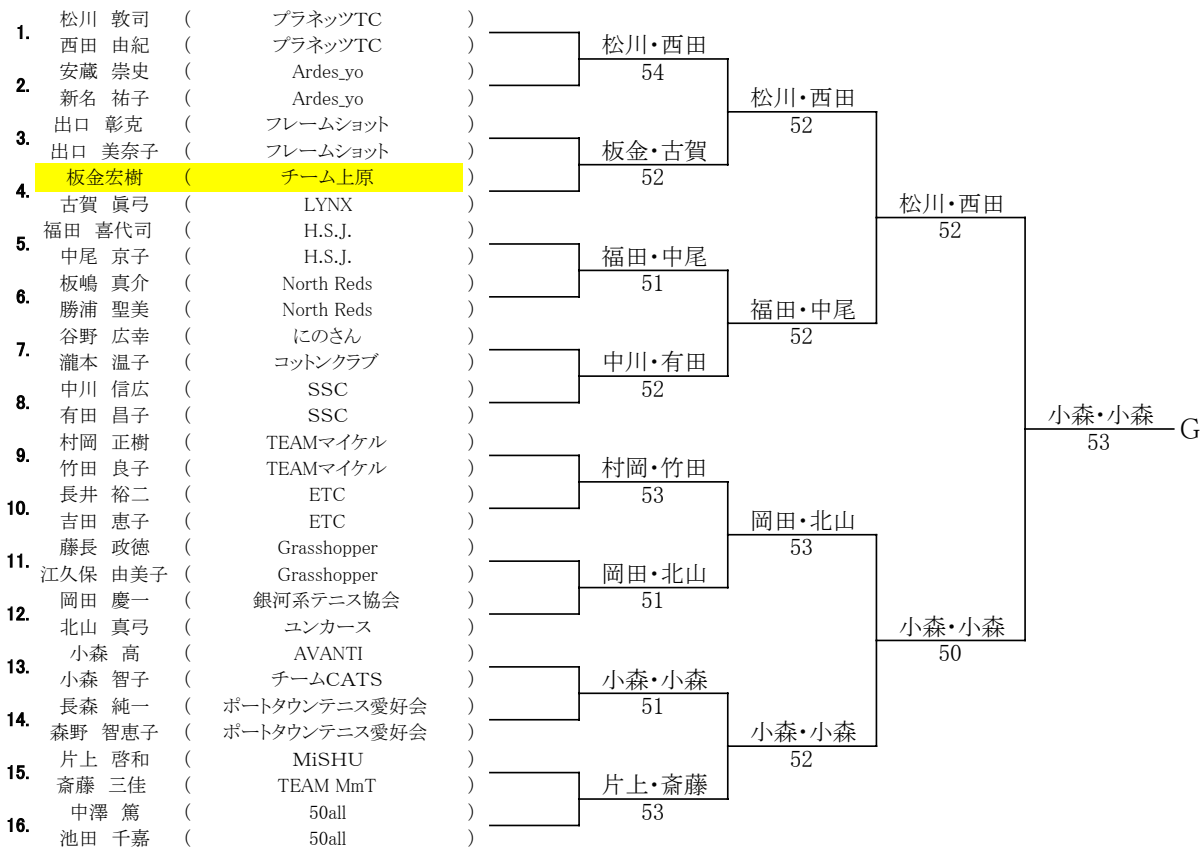 1. 松川 敦司 ( プラネッツTC )
西田 由紀 ( プラネッツTC )
2. 安蔵 崇史 ( Ardes_yo )
新名 祐子 ( Ardes_yo )
3. 出口 彰克 ( フレームショット )
出口 美奈子 ( フレームショット )
4. 板金宏樹 ( チーム上原 )
古賀 眞弓 ( LYNX )
5. 福田 喜代司 ( H.S.J. )
中尾 京子 ( H.S.J. )
6. 板嶋 真介 ( North Reds )
勝浦 聖美 ( North Reds )
7. 谷野 広幸 ( にのさん )
瀧本 温子 ( コットンクラブ )
8. 中川 信広 ( SSC )
有田 昌子 ( SSC )
9. 村岡 正樹 ( TEAMマイケル )
竹田 良子 ( TEAMマイケル )
10. 長井 裕二 ( ETC )
吉田 恵子 ( ETC )
11. 藤長 政徳 ( Grasshopper )
江久保 由美子 ( Grasshopper )
12. 岡田 慶一 ( 銀河系テニス協会 )
北山 真弓 ( ユンカース )
13. 小森 高 ( AVANTI )
小森 智子 ( チームCATS )
14. 長森 純一 ( ポートタウンテニス愛好会 )
森野 智恵子 ( ポートタウンテニス愛好会 )
15. 片上 啓和 ( MiSHU )
斎藤 三佳 ( TEAM MmT )
16. 中澤 篤 ( 50all )
池田 千嘉 ( 50all )
松川・西田
54
板金・古賀
52
福田・中尾
51
中川・有田
52
村岡・竹田
53
岡田・北山
51
小森・小森
51
片上・斎藤
53
松川・西田
52
福田・中尾
52
岡田・北山
53
小森・小森
52
松川・西田
52
小森・小森
50
小森・小森
53
G